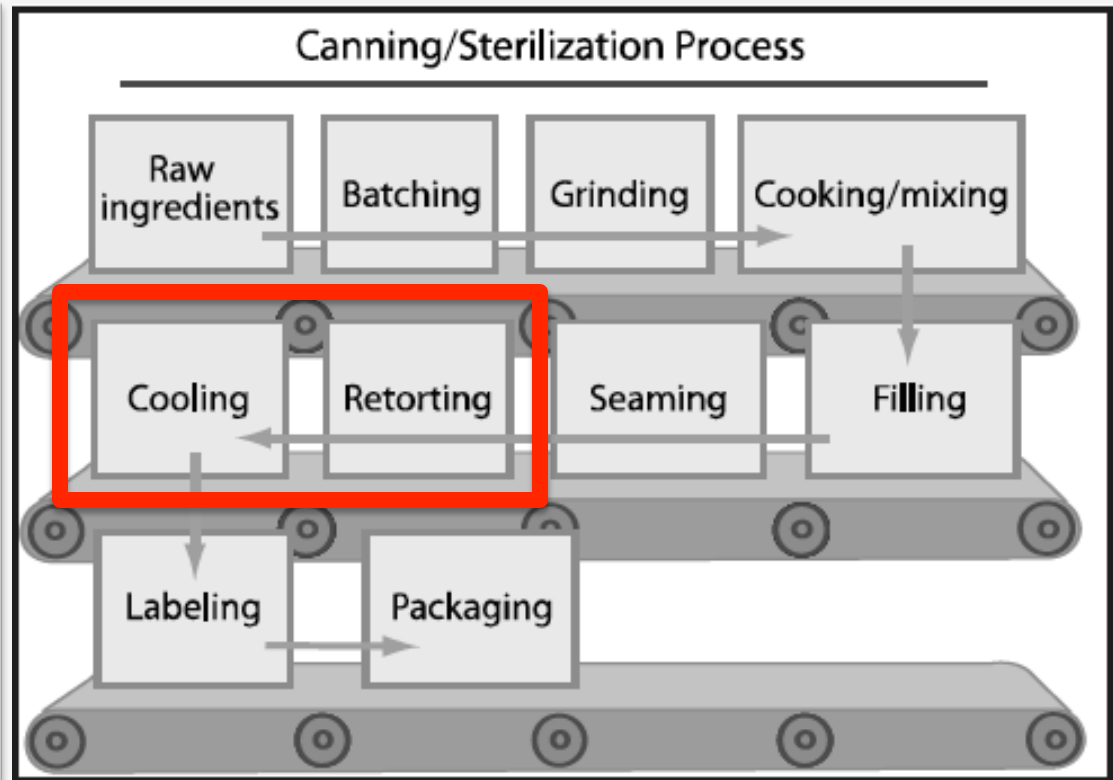 Canning/Sterilization Process
Raw
ingredients
Batching
Grinding
Cooking/mixing
Cooling
Retorting
Seaming
Filling
Labeling
Packaging